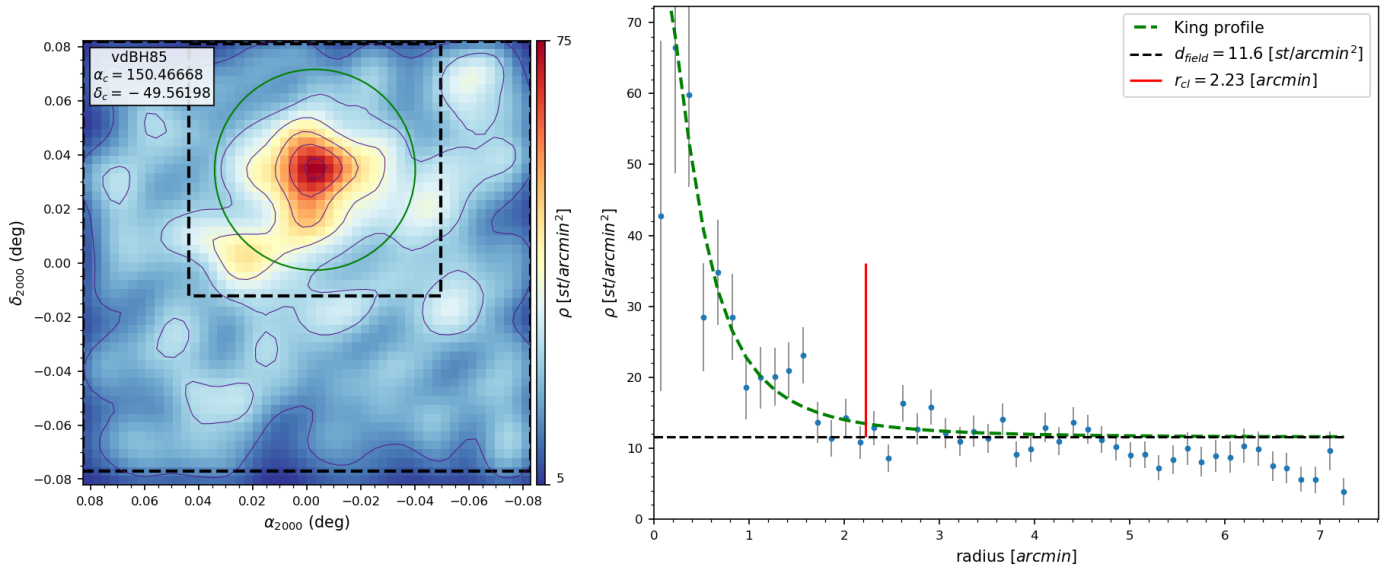 vdBH85
α_c = 150.46668
δ_c = −49.56198
0.08
0.06
0.04
0.02
0.00
−0.02
−0.04
−0.06
−0.08
δ₂₀₀₀ (deg)
0.08 0.06 0.04 0.02 0.00 −0.02 −0.04 −0.06 −0.08
α₂₀₀₀ (deg)
75
ρ [st/arcmin²]
5
70
60
50
40
30
20
10
0
ρ [st/arcmin²]
King profile
d_field = 11.6 [st/arcmin²]
r_cl = 2.23 [arcmin]
0 1 2 3 4 5 6 7
radius [arcmin]